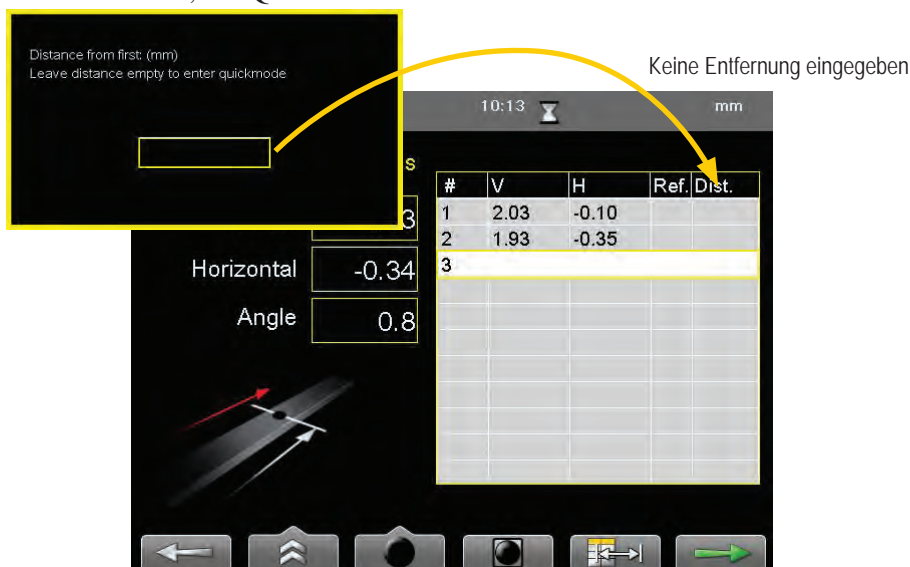 Distance from first: (mm)
Leave distance empty to enter quickmode
Keine Entfernung eingegeben
10:13
mm
s
# V H Ref. Dist.
3
1 2.03 -0.10
2 1.93 -0.35
Horizontal -0.34
3
Angle 0.8